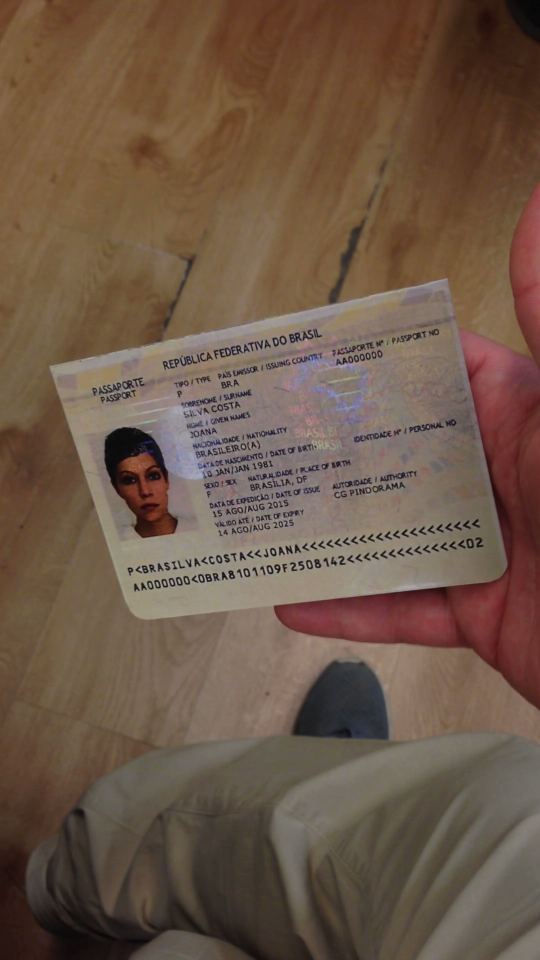 REPÚBLICA FEDERATIVA DO BRASIL
PASSAPORTE
PASSPORT
TIPO / TYPE PAÍS EMISSOR / ISSUING COUNTRY PASSAPORTE Nº / PASSPORT NO
P BRA AA000000
SOBRENOME / SURNAME
SILVA COSTA
NOME / GIVEN NAMES
JOANA
NACIONALIDADE / NATIONALITY
BRASILEIRO(A)
DATA DE NASCIMENTO / DATE OF BIRTH IDENTIDADE Nº / PERSONAL NO
10 JAN/JAN 1981
SEXO / SEX NATURALIDADE / PLACE OF BIRTH
F BRASÍLIA, DF
DATA DE EXPEDIÇÃO / DATE OF ISSUE AUTORIDADE / AUTHORITY
15 AGO/AUG 2015 CG PINDORAMA
VÁLIDO ATÉ / DATE OF EXPIRY
14 AGO/AUG 2025
BRASIL
P<BRASILVA<COSTA<<JOANA<<<<<<<<<<<<<<<<<<<<<
AA000000<0BRA8101109F2508142<<<<<<<<<<<<<<02